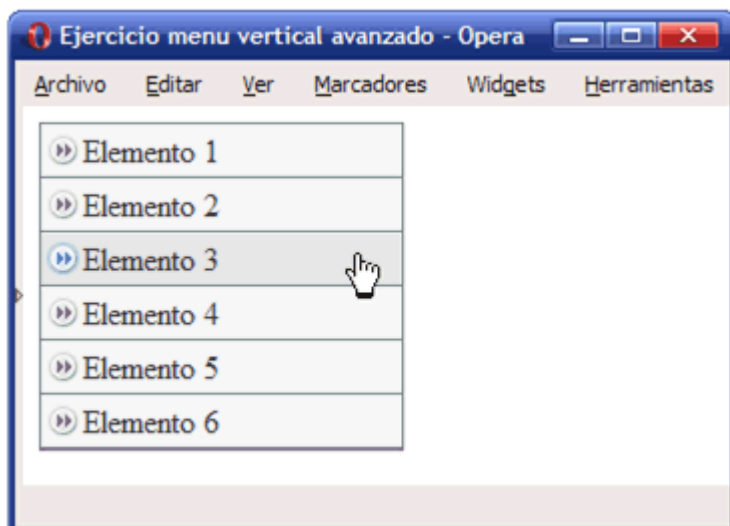 Ejercicio menu vertical avanzado - Opera
Archivo Editar Ver Marcadores Widgets Herramientas
Elemento 1
Elemento 2
Elemento 3
Elemento 4
Elemento 5
Elemento 6